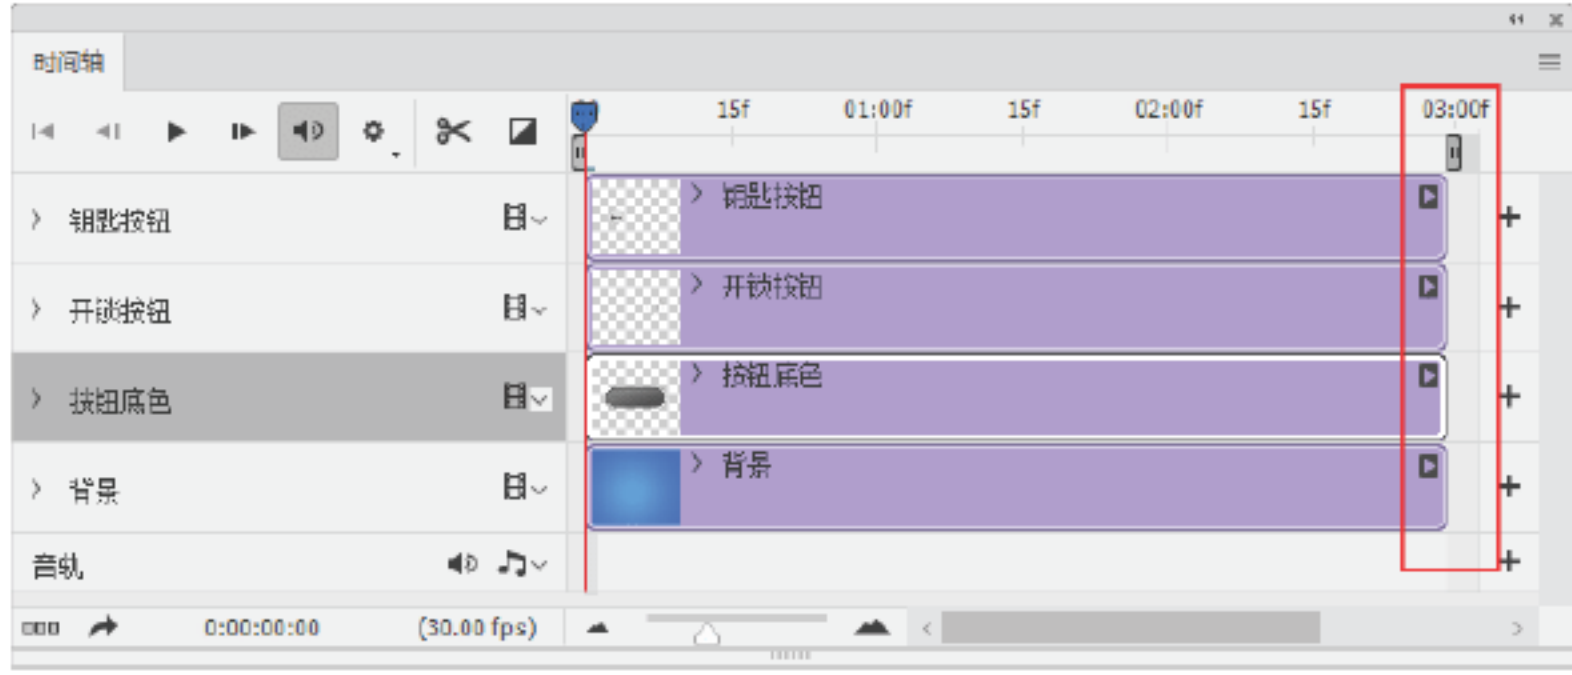 时间轴
15f 01:00f 15f 02:00f 15f 03:00f
钥匙按钮 钥匙按钮
开锁按钮 开锁按钮
按钮底色 按钮底色
背景 背景
音轨
0:00:00:00 (30.00 fps)